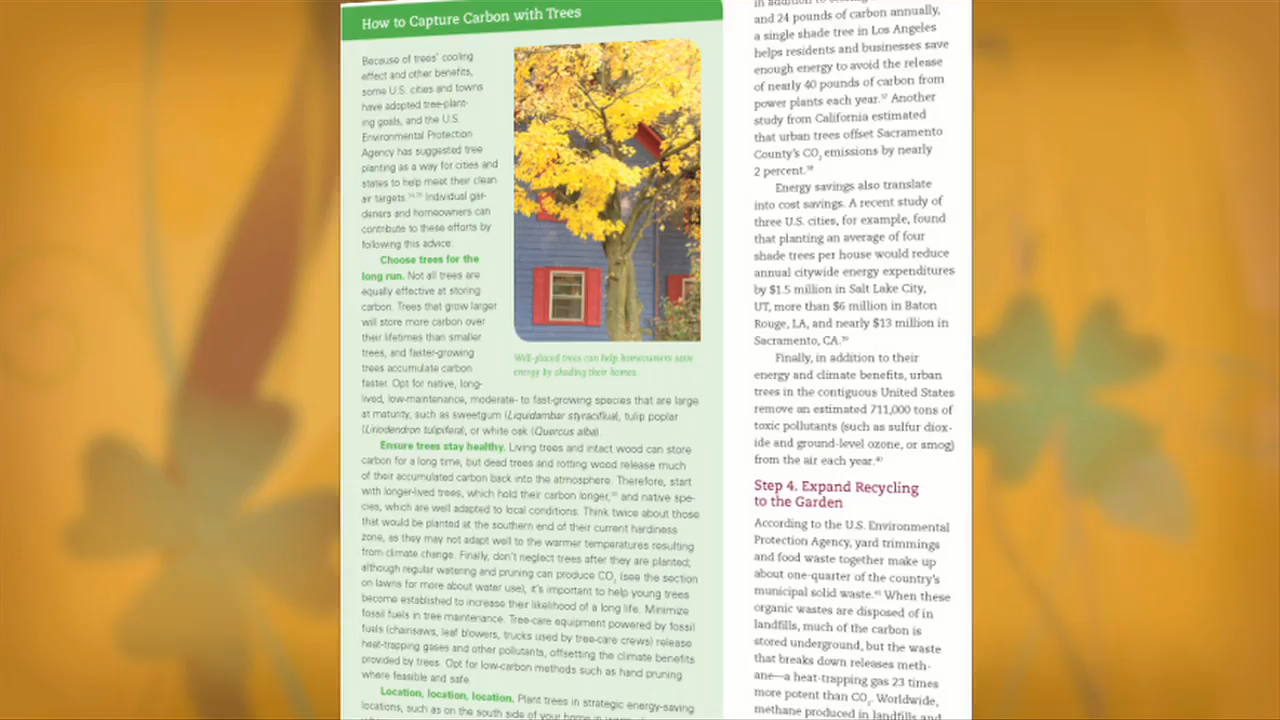 How to Capture Carbon with Trees
Because of trees' cooling
effect and other benefits,
some U.S. cities and towns
have adopted tree-plant-
ing goals, and the U.S.
Environmental Protection
Agency has suggested tree
planting as a way for cities and
states to help meet their clean
air targets. Individual gar-
deners and homeowners can
contribute to these efforts by
following this advice:
Choose trees for the
long run. Not all trees are
equally effective at storing
carbon. Trees that grow larger
will store more carbon over
their lifetimes than smaller
trees, and faster-growing
trees accumulate carbon
faster. Opt for native, long-
lived, low-maintenance, moderate- to fast-growing species that are large
at maturity, such as sweetgum (Liquidambar styraciflua), tulip poplar
(Liriodendron tulipifera), or white oak (Quercus alba).
Well-placed trees can help homeowners save
energy by shading their homes.
Ensure trees stay healthy. Living trees and intact wood can store
carbon for a long time, but dead trees and rotting wood release much
of their accumulated carbon back into the atmosphere. Therefore, start
with longer-lived trees, which hold their carbon longer, and native spe-
cies, which are well adapted to local conditions. Think twice about those
that would be planted at the southern end of their current hardiness
zone, as they may not adapt well to the warmer temperatures resulting
from climate change. Finally, don't neglect trees after they are planted;
although regular watering and pruning can produce CO₂ (see the section
on lawns for more about water use), it's important to help young trees
become established to increase their likelihood of a long life. Minimize
fossil fuels in tree maintenance. Tree-care equipment powered by fossil
fuels (chainsaws, leaf blowers, trucks used by tree-care crews) release
heat-trapping gases and other pollutants, offsetting the climate benefits
provided by trees. Opt for low-carbon methods such as hand pruning
where feasible and safe.
Location, location, location. Plant trees in strategic energy-saving
locations, such as on the south side of your home in
and 24 pounds of carbon annually,
a single shade tree in Los Angeles
helps residents and businesses save
enough energy to avoid the release
of nearly 40 pounds of carbon from
power plants each year.³⁷ Another
study from California estimated
that urban trees offset Sacramento
County's CO₂ emissions by nearly
2 percent.³⁸
Energy savings also translate
into cost savings. A recent study of
three U.S. cities, for example, found
that planting an average of four
shade trees per house would reduce
annual citywide energy expenditures
by $1.5 million in Salt Lake City,
UT, more than $6 million in Baton
Rouge, LA, and nearly $13 million in
Sacramento, CA.³⁹
Finally, in addition to their
energy and climate benefits, urban
trees in the contiguous United States
remove an estimated 711,000 tons of
toxic pollutants (such as sulfur diox-
ide and ground-level ozone, or smog)
from the air each year.⁴⁰
Step 4. Expand Recycling
to the Garden
According to the U.S. Environmental
Protection Agency, yard trimmings
and food waste together make up
about one-quarter of the country's
municipal solid waste.⁴¹ When these
organic wastes are disposed of in
landfills, much of the carbon is
stored underground, but the waste
that breaks down releases meth-
ane—a heat-trapping gas 23 times
more potent than CO₂. Worldwide,
methane produced in landfills and